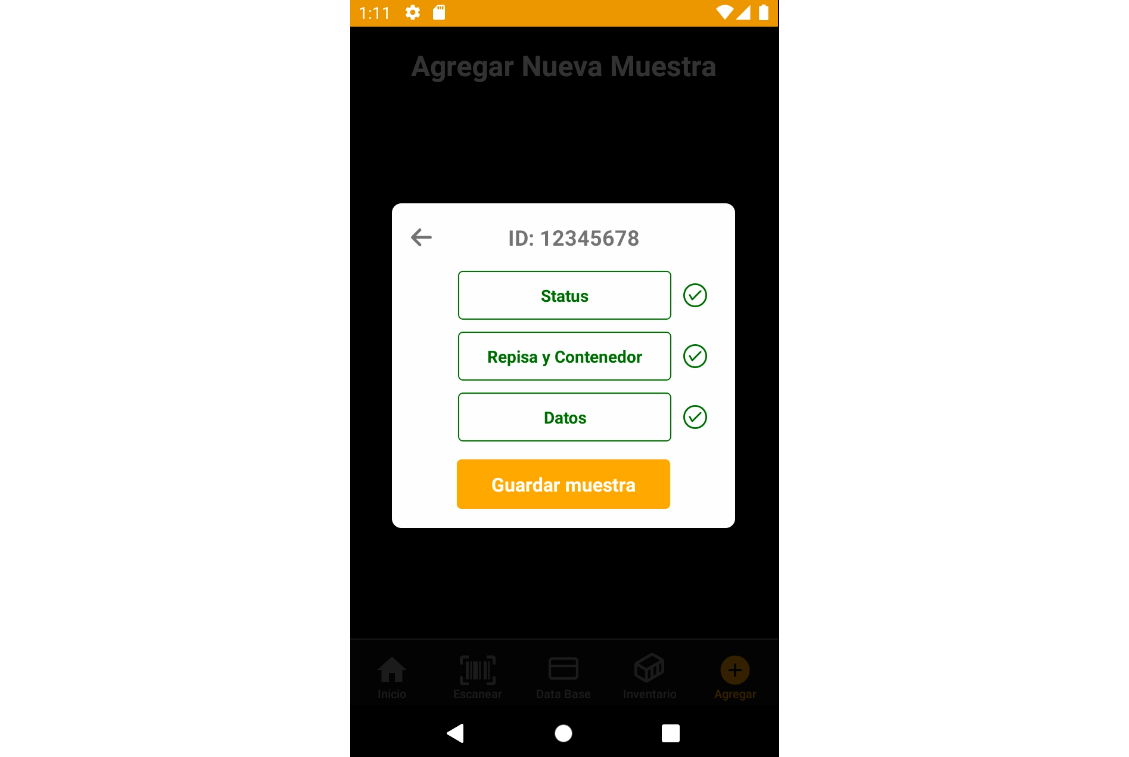 1:11
Agregar Nueva Muestra
ID: 12345678
Status
Repisa y Contenedor
Datos
Guardar muestra
Inicio
Escanear
Data Base
Inventario
Agregar